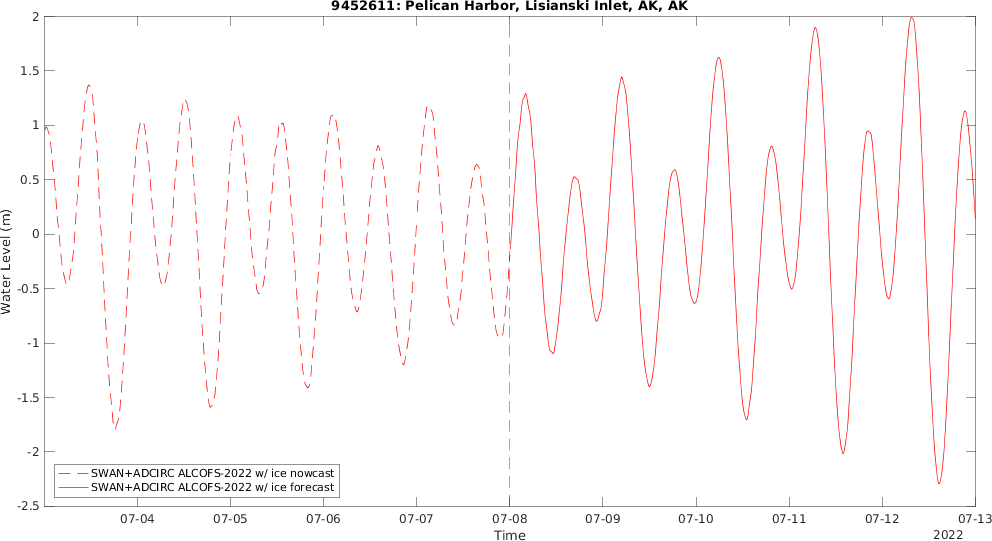 9452611: Pelican Harbor, Lisianski Inlet, AK, AK
2
1.5
1
0.5
0
-0.5
-1
-1.5
-2
-2.5
Water Level (m)
SWAN+ADCIRC ALCOFS-2022 w/ ice nowcast
SWAN+ADCIRC ALCOFS-2022 w/ ice forecast
07-04 07-05 07-06 07-07 07-08 07-09 07-10 07-11 07-12 07-13
Time
2022